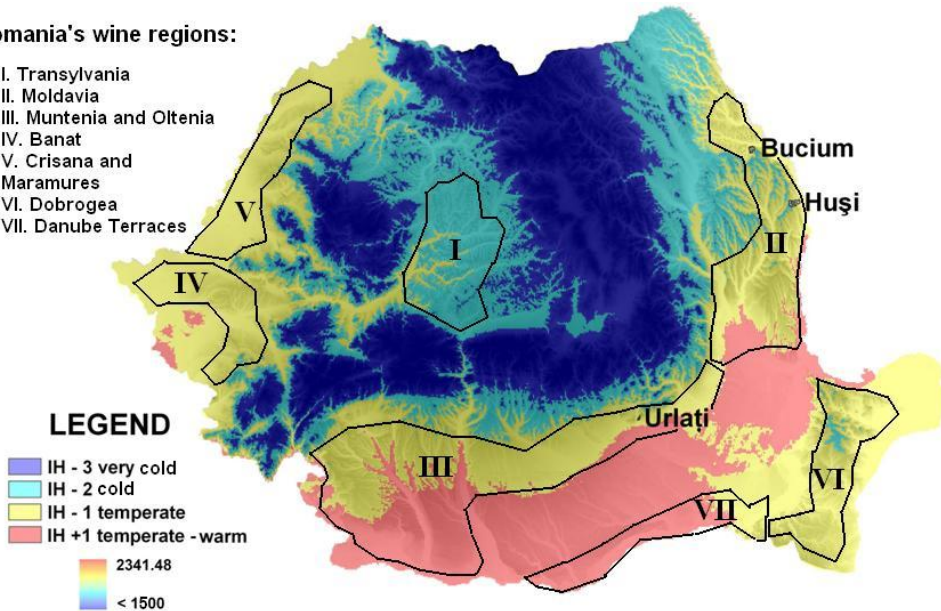 omania's wine regions:
I. Transylvania
II. Moldavia
III. Muntenia and Oltenia
IV. Banat
V. Crisana and
Maramures
VI. Dobrogea
VII. Danube Terraces
Bucium
Huşi
V
I
II
IV
Urlaţi
III
VI
VII
LEGEND
IH - 3 very cold
IH - 2 cold
IH - 1 temperate
IH +1 temperate - warm
2341.48
< 1500